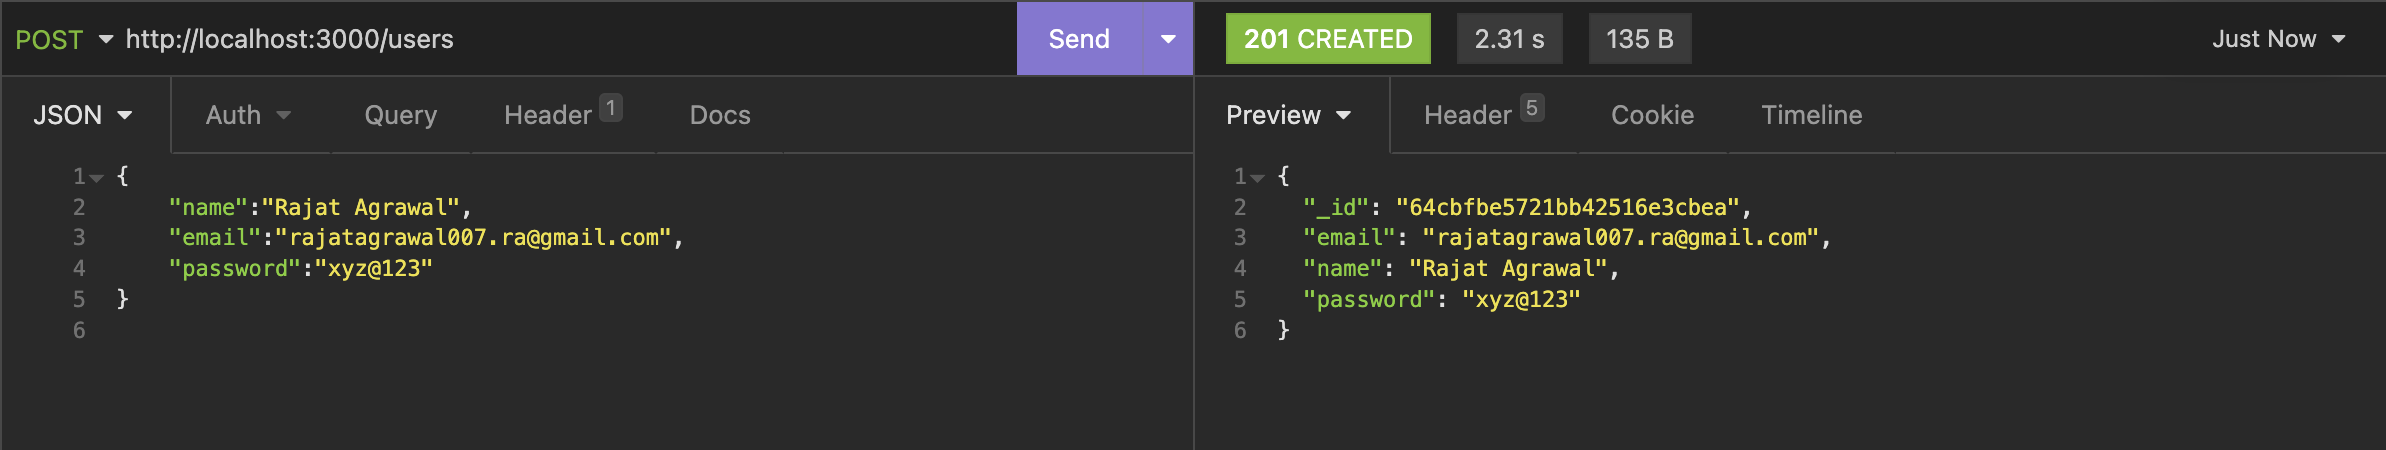 POST http://localhost:3000/users Send
201 CREATED 2.31 s 135 B Just Now
JSON Auth Query Header 1 Docs
Preview Header 5 Cookie Timeline
1 {
2 "name":"Rajat Agrawal",
3 "email":"rajatagrawal007.ra@gmail.com",
4 "password":"xyz@123"
5 }
6
1 {
2 "_id": "64cbfbe5721bb42516e3cbea",
3 "email": "rajatagrawal007.ra@gmail.com",
4 "name": "Rajat Agrawal",
5 "password": "xyz@123"
6 }